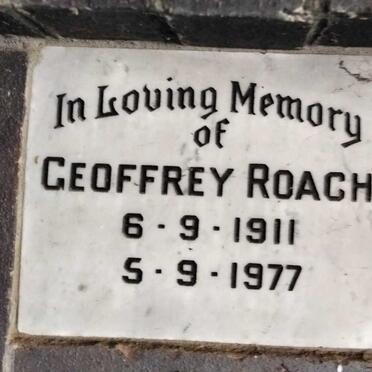 In Loving Memory
of
GEOFFREY ROACH
6 - 9 - 1911
5 - 9 - 1977